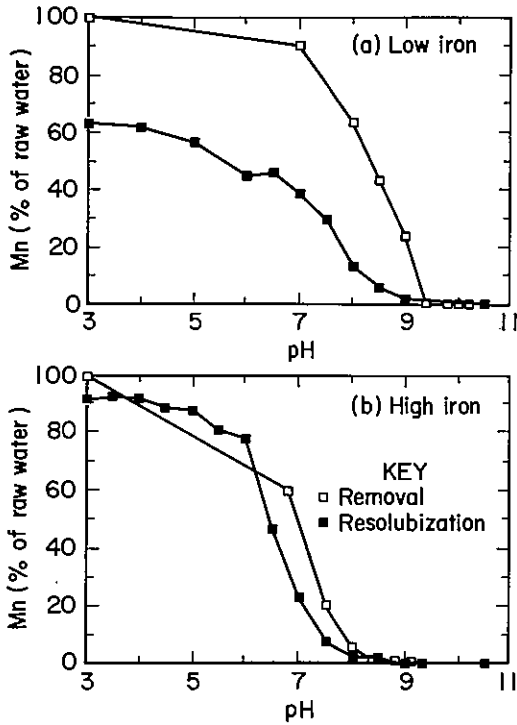 100
80
60
40
20
0
Mn (% of raw water)
(a) Low iron
3 5 7 9 11
pH
100
80
60
40
20
0
Mn (% of raw water)
(b) High iron
KEY
Removal
Resolubization
3 5 7 9 11
pH